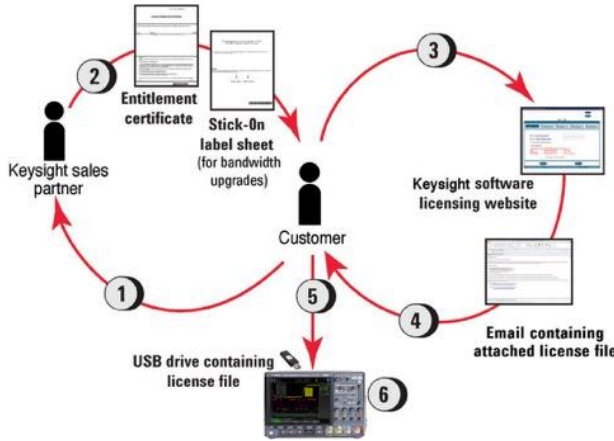 2
3
Entitlement
certificate
Stick-On
label sheet
(for bandwidth
upgrades)
Keysight sales
partner
Keysight software
licensing website
Customer
1
5
4
Email containing
attached license file
USB drive containing
license file
6